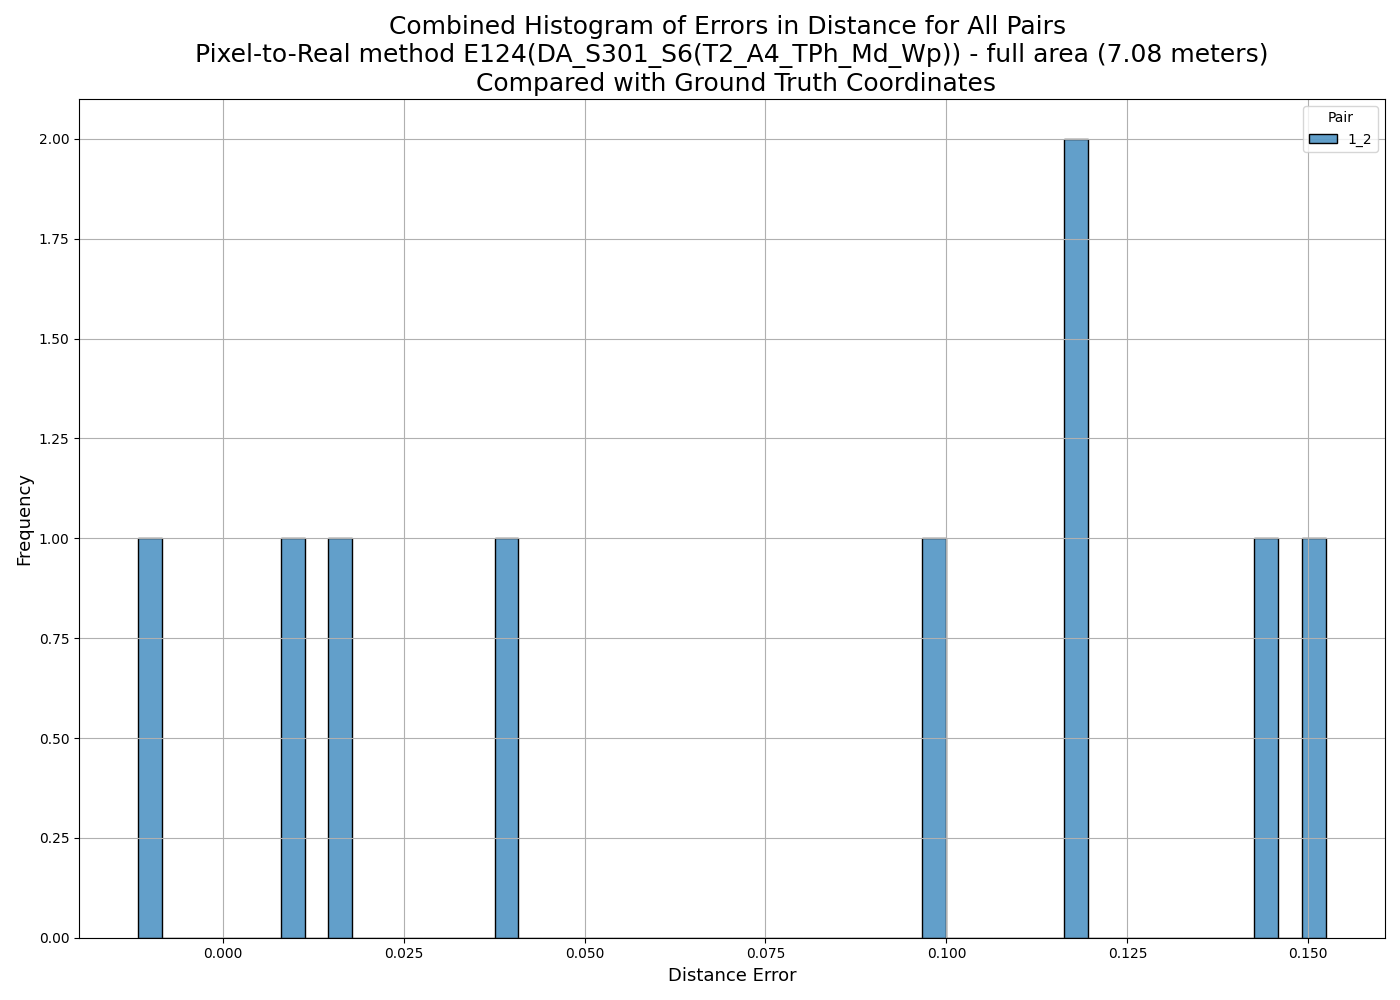 Combined Histogram of Errors in Distance for All Pairs
Pixel-to-Real method E124(DA_S301_S6(T2_A4_TPh_Md_Wp)) - full area (7.08 meters)
Compared with Ground Truth Coordinates
Pair
1_2
2.00
1.75
1.50
1.25
1.00
0.75
0.50
0.25
0.00
Frequency
0.000 0.025 0.050 0.075 0.100 0.125 0.150
Distance Error